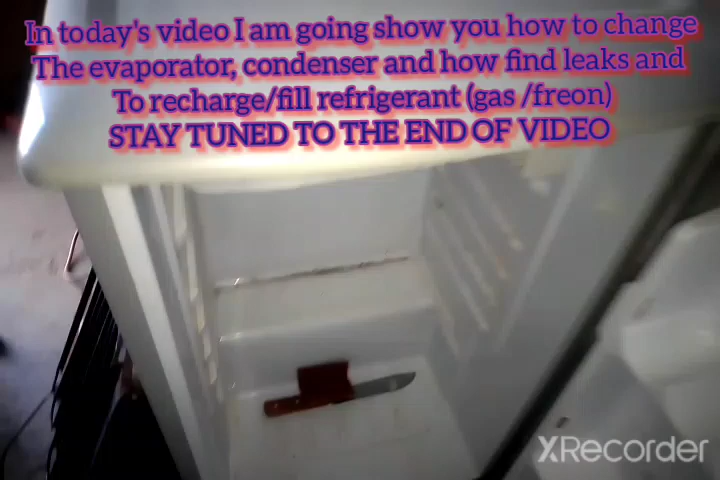 In today's video I am going show you how to change
The evaporator, condenser and how find leaks and
To recharge/fill refrigerant (gas /freon)
STAY TUNED TO THE END OF VIDEO
XRecorder